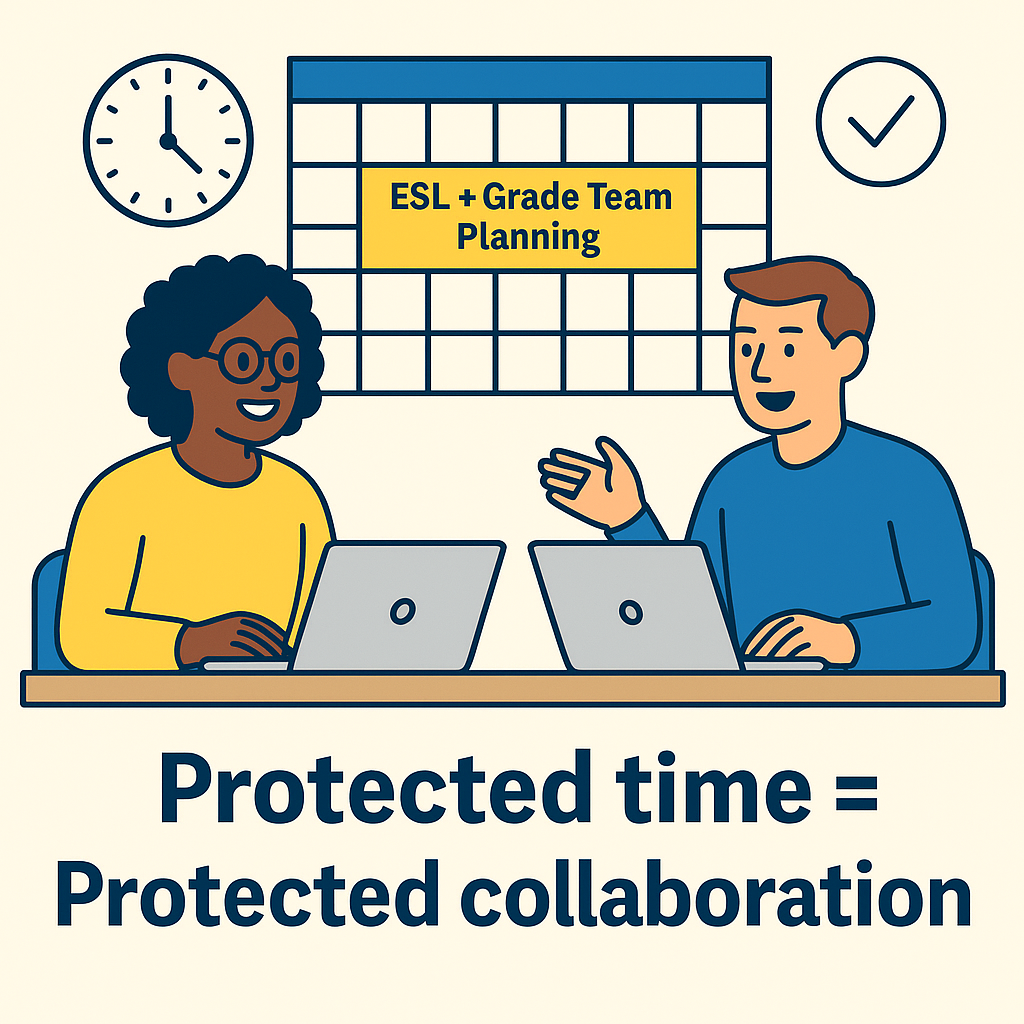 ESL + Grade Team
Planning
Protected time =
Protected collaboration